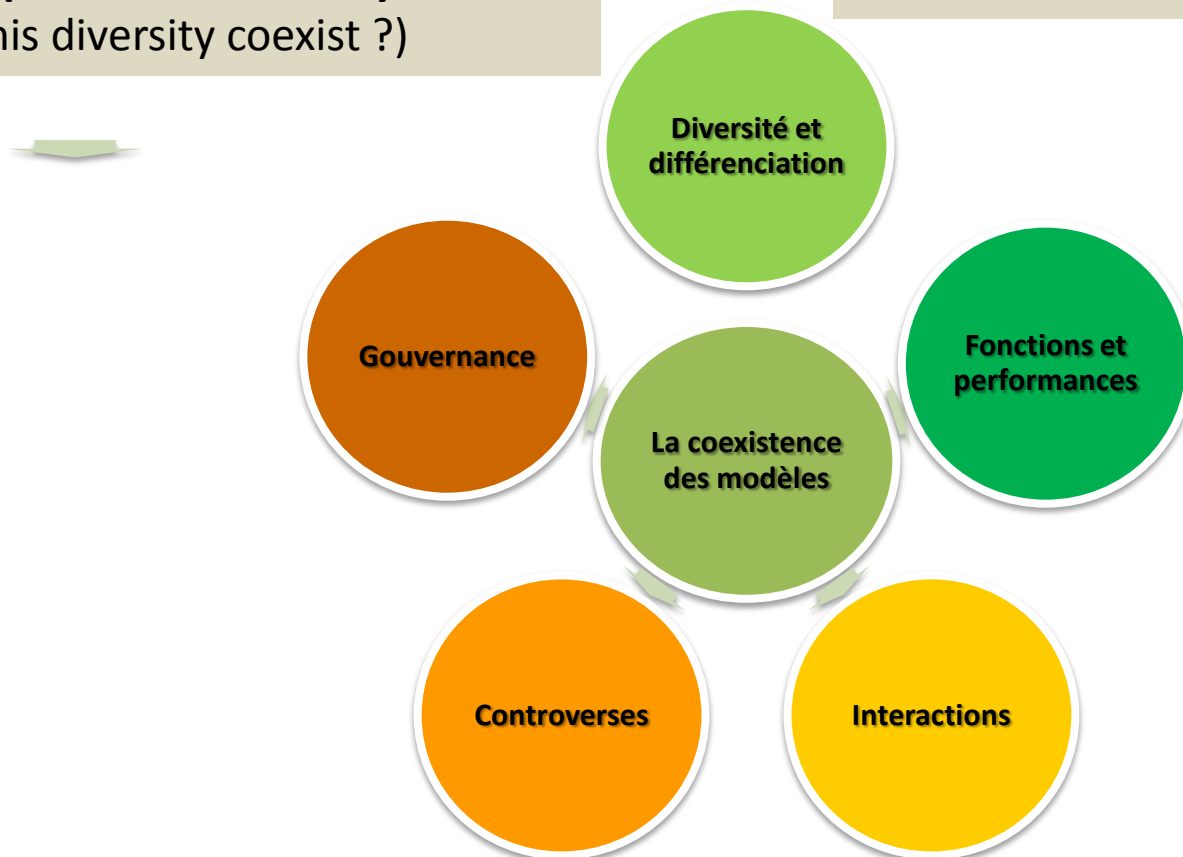 his diversity coexist ?)
Diversité et
différenciation
Gouvernance
Fonctions et
performances
La coexistence
des modèles
Controverses
Interactions